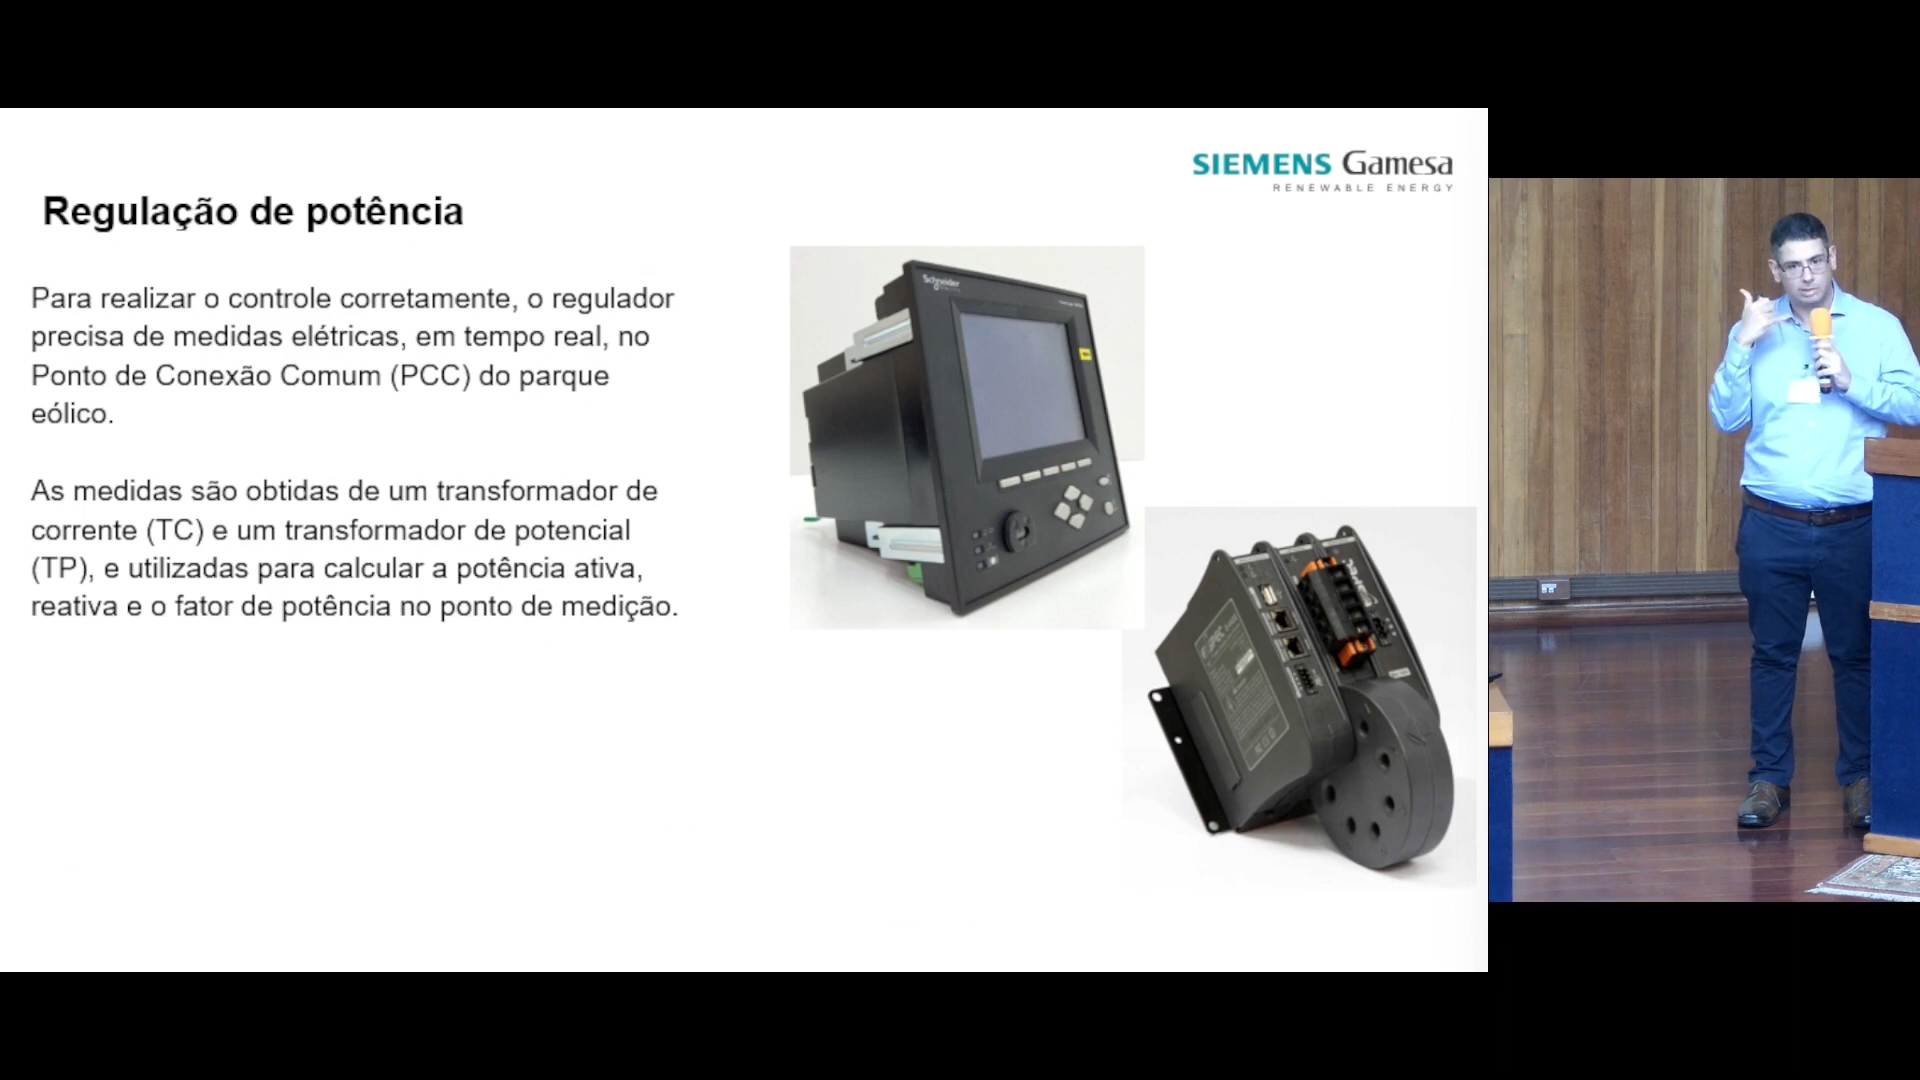 SIEMENS Gamesa
RENEWABLE ENERGY
Regulação de potência
Para realizar o controle corretamente, o regulador
precisa de medidas elétricas, em tempo real, no
Ponto de Conexão Comum (PCC) do parque
eólico.
As medidas são obtidas de um transformador de
corrente (TC) e um transformador de potencial
(TP), e utilizadas para calcular a potência ativa,
reativa e o fator de potência no ponto de medição.
Schneider